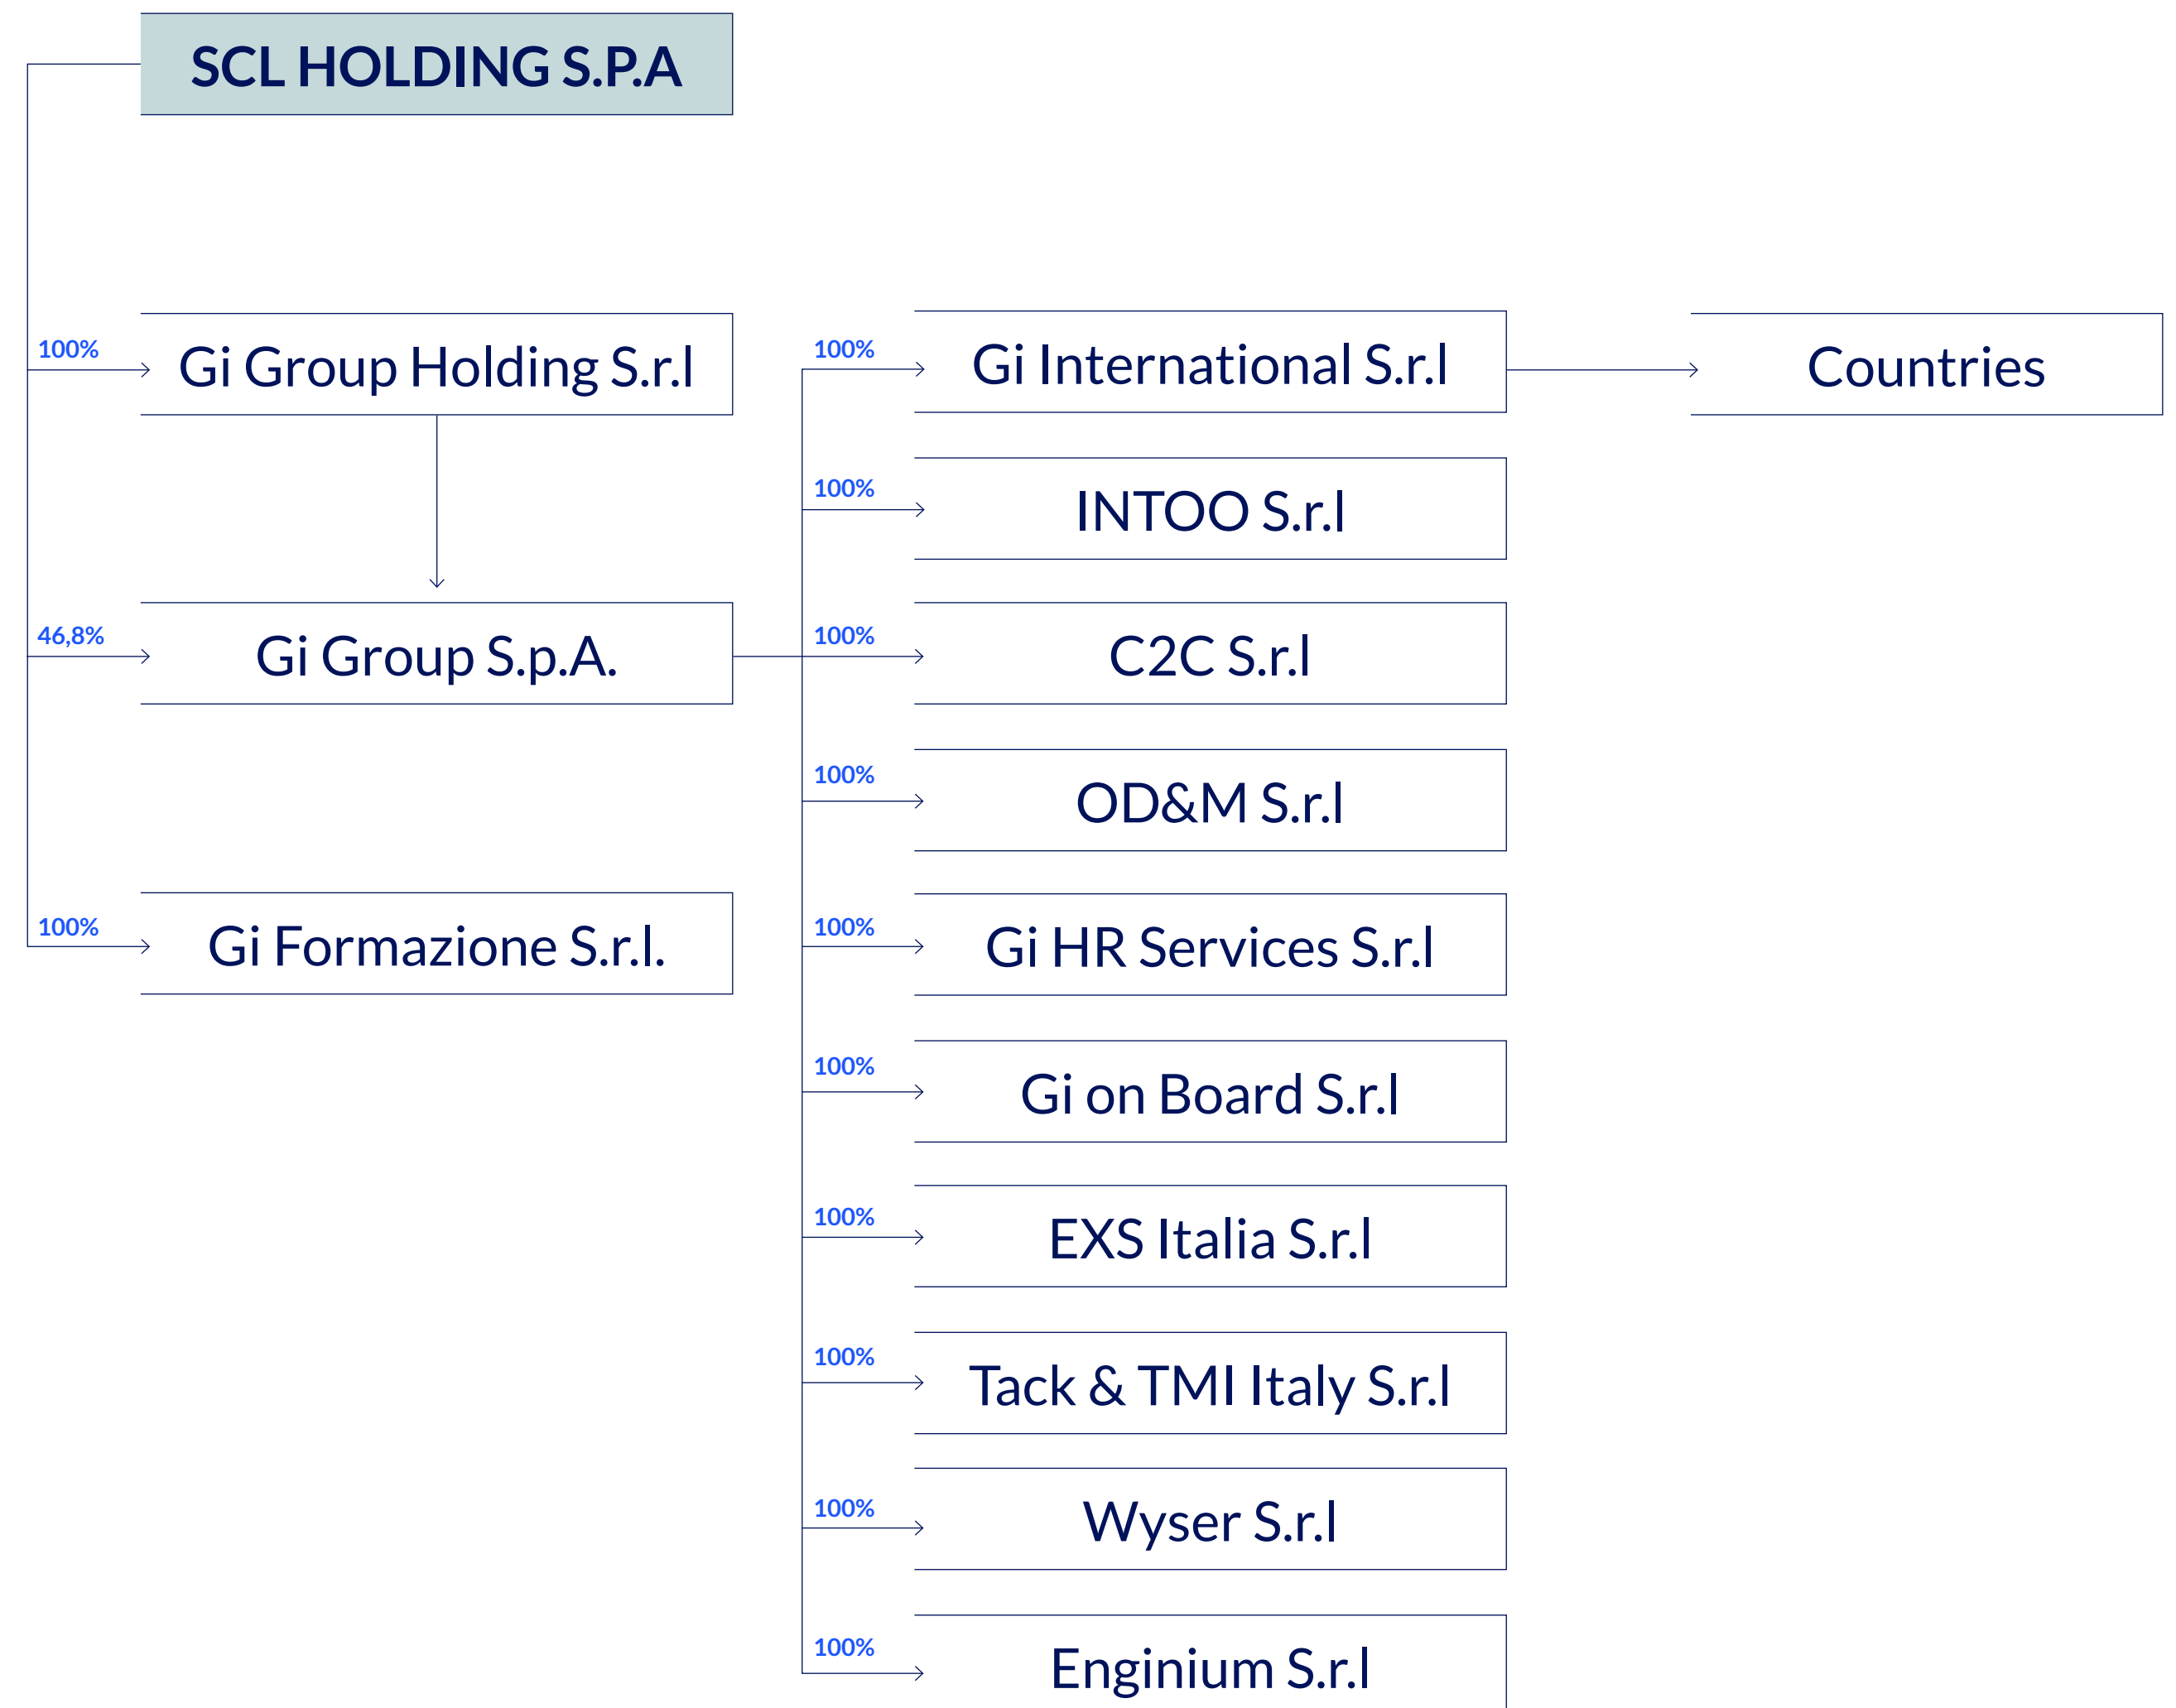 SCL HOLDING S.P.A
100%
Gi Group Holding S.r.l
46,8%
Gi Group S.p.A.
100%
Gi Formazione S.r.l.
100%
Gi International S.r.l
Countries
100%
INTOO S.r.l
100%
C2C S.r.l
100%
OD&M S.r.l
100%
Gi HR Services S.r.l
100%
Gi on Board S.r.l
100%
EXS Italia S.r.l
100%
Tack & TMI Italy S.r.l
100%
Wyser S.r.l
100%
Enginium S.r.l